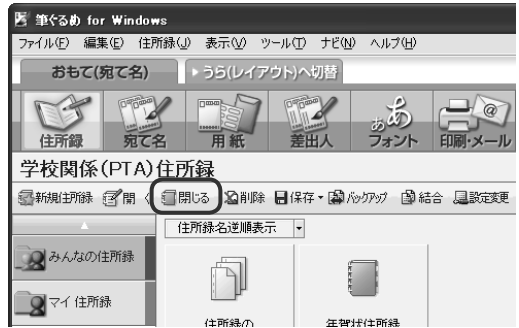 筆ぐるめ for Windows
ファイル(F) 編集(E) 住所録(J) 表示(V) ツール(T) ナビ(N) ヘルプ(H)
おもて(宛て名) うら(レイアウト)へ切替
住所録 宛て名 用紙 差出人 あぁ フォント 印刷・メール
学校関係(PTA)住所録
新規住所録 開 閉じる 削除 保存 バックアップ 結合 設定変更
住所録名逆順表示
みんなの住所録
マイ 住所録
住所録の 年賀状住所録